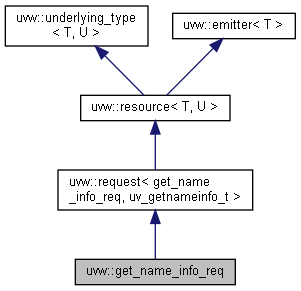 uvw::underlying_type
< T, U >
uvw::emitter< T >
uvw::resource< T, U >
uvw::request< get_name
_info_req, uv_getnameinfo_t >
uvw::get_name_info_req